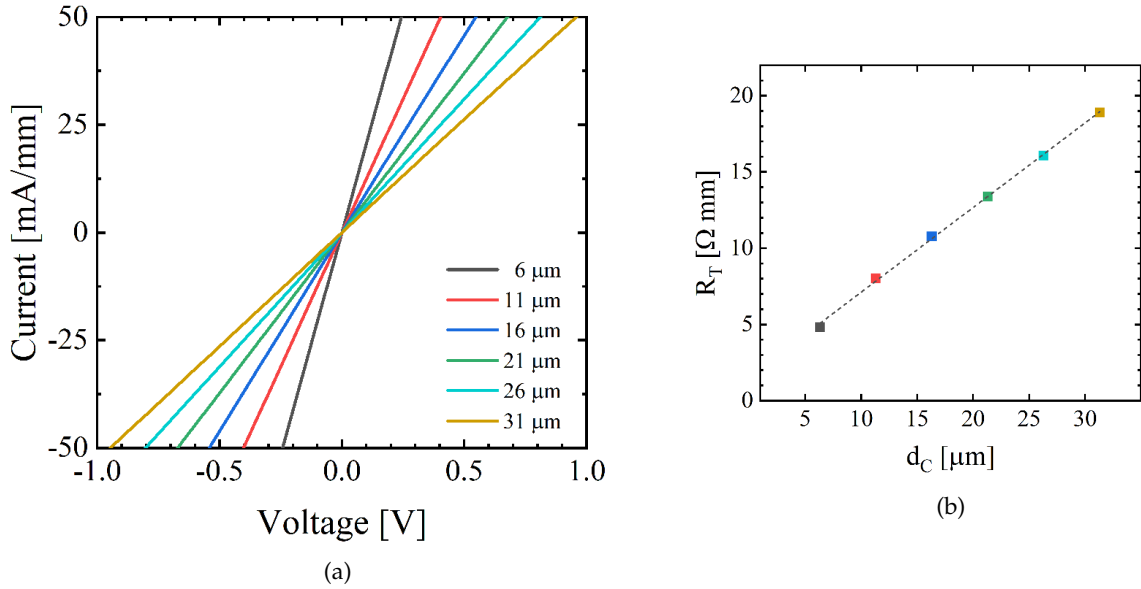 50
25
0
-25
-50
-1.0 -0.5 0.0 0.5 1.0
Current [mA/mm]
Voltage [V]
6 μm
11 μm
16 μm
21 μm
26 μm
31 μm
(a)
20
15
10
5
0
5 10 15 20 25 30
R_T [Ω mm]
d_C [μm]
(b)